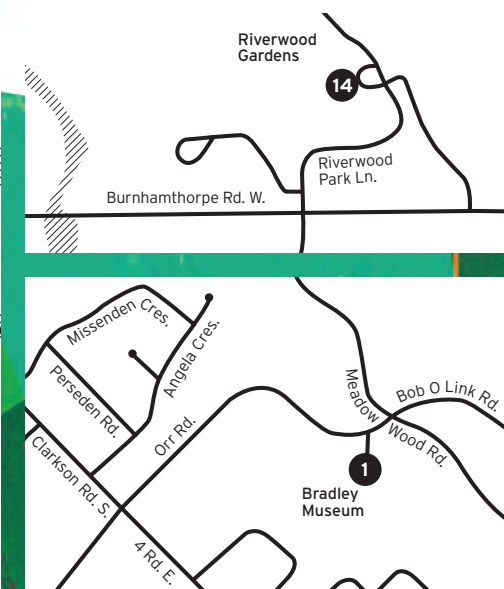 Riverwood
Gardens
14
Riverwood
Park Ln.
Burnhamthorpe Rd. W.
Missenden Cres.
Angela Cres.
Perseden Rd.
Orr Rd.
Clarkson Rd. S.
4 Rd. E.
Meadow
Wood Rd.
Bob O Link Rd.
1
Bradley
Museum